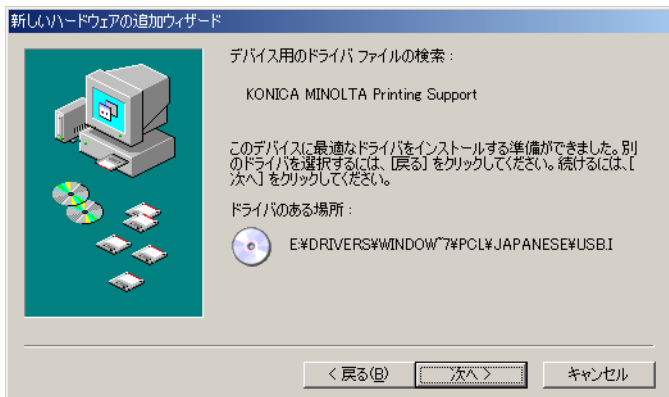 新しいハードウェアの追加ウィザード
デバイス用のドライバ ファイルの検索 :
KONICA MINOLTA Printing Support
このデバイスに最適なドライバをインストールする準備ができました。別
のドライバを選択するには、[戻る] をクリックしてください。続けるには、[
次へ] をクリックしてください。
ドライバのある場所 :
E:¥DRIVERS¥WINDOW~7¥PCL¥JAPANESE¥USB.I
< 戻る(B)
次へ >
キャンセル